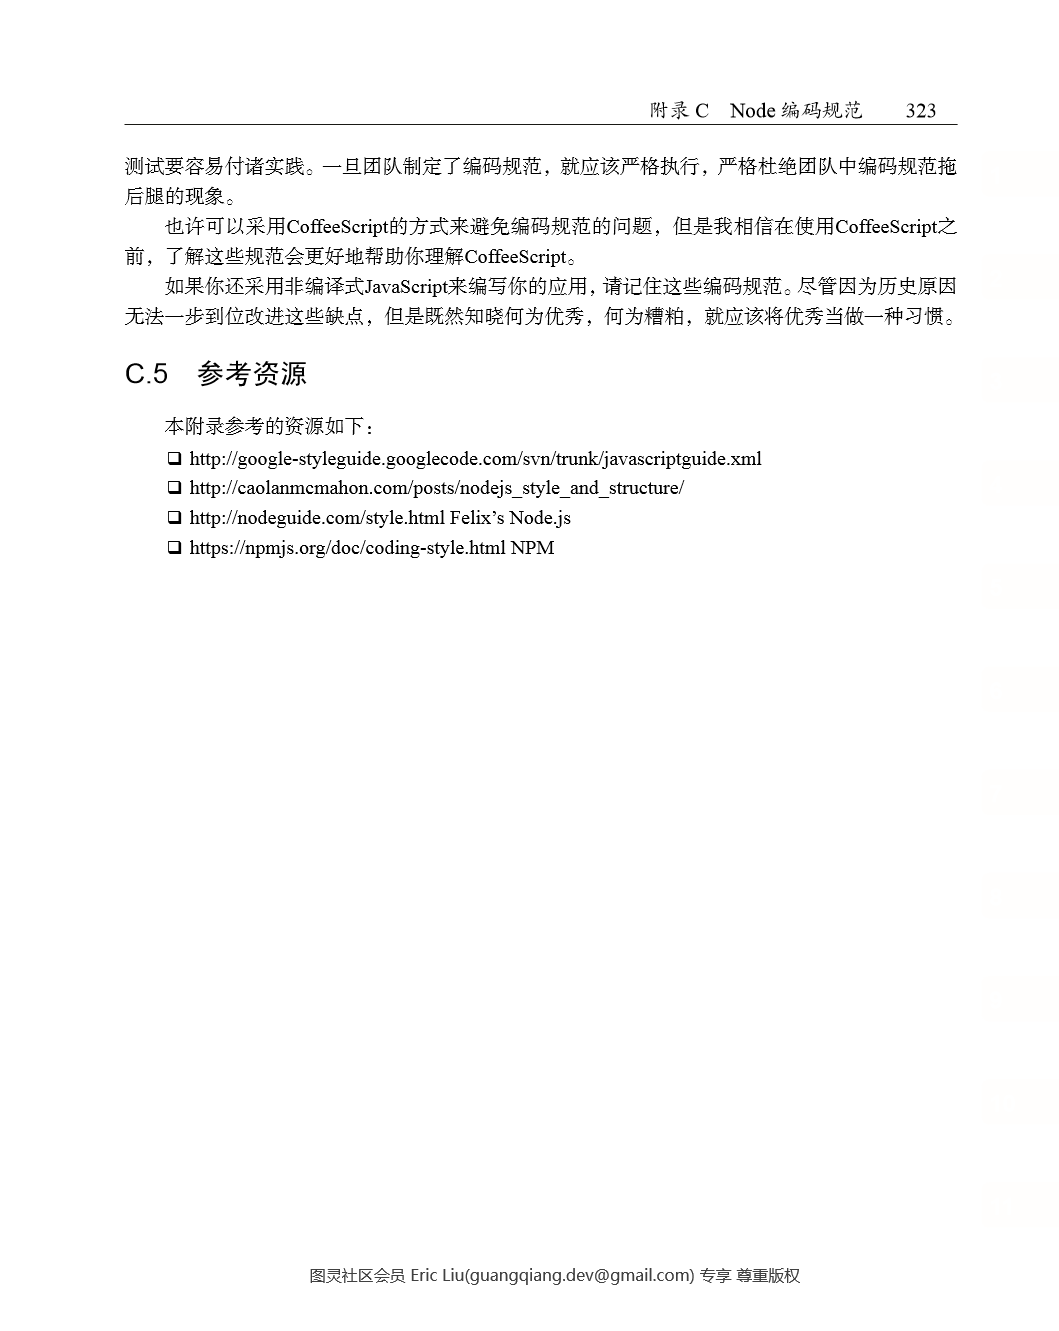 附录 C Node 编码规范 323
测试要容易付诸实践。一旦团队制定了编码规范，就应该严格执行，严格杜绝团队中编码规范拖
后腿的现象。
也许可以采用CoffeeScript的方式来避免编码规范的问题，但是我相信在使用CoffeeScript之
前，了解这些规范会更好地帮助你理解CoffeeScript。
如果你还采用非编译式JavaScript来编写你的应用，请记住这些编码规范。尽管因为历史原因
无法一步到位改进这些缺点，但是既然知晓何为优秀，何为糟粕，就应该将优秀当做一种习惯。
C.5 参考资源
本附录参考的资源如下：
❑ http://google-styleguide.googlecode.com/svn/trunk/javascriptguide.xml
❑ http://caolanmcmahon.com/posts/nodejs_style_and_structure/
❑ http://nodeguide.com/style.html Felix’s Node.js
❑ https://npmjs.org/doc/coding-style.html NPM
图灵社区会员 Eric Liu(guangqiang.dev@gmail.com) 专享 尊重版权